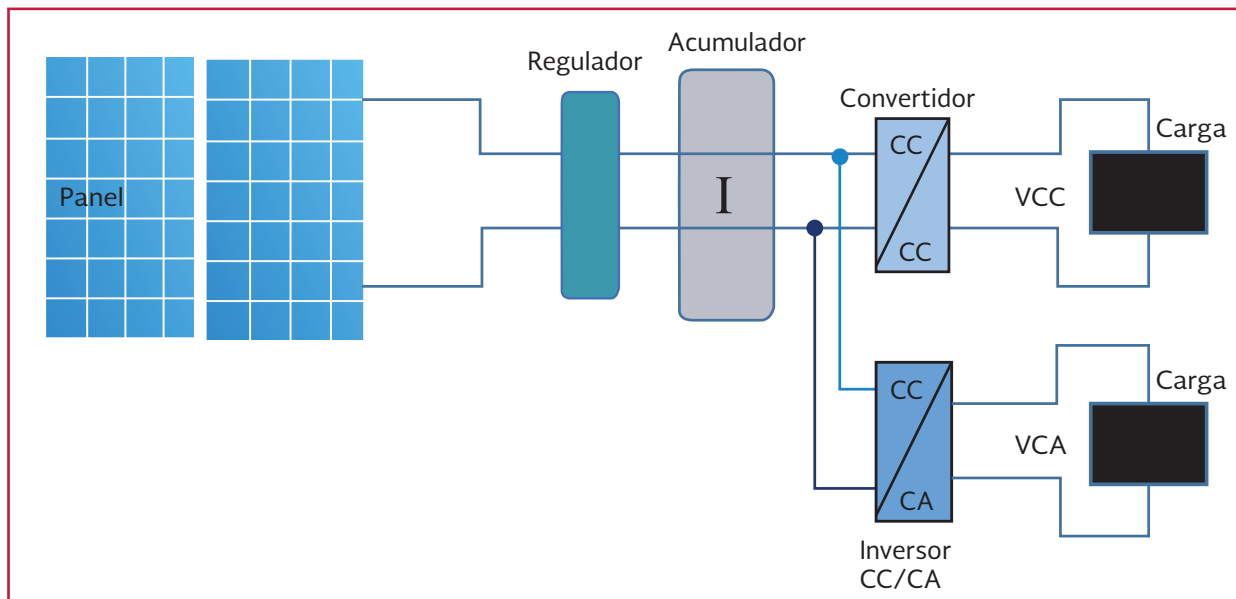 Panel
Regulador
Acumulador
I
Convertidor
CC
CC
VCC
Carga
CC
CA
Inversor
CC/CA
VCA
Carga